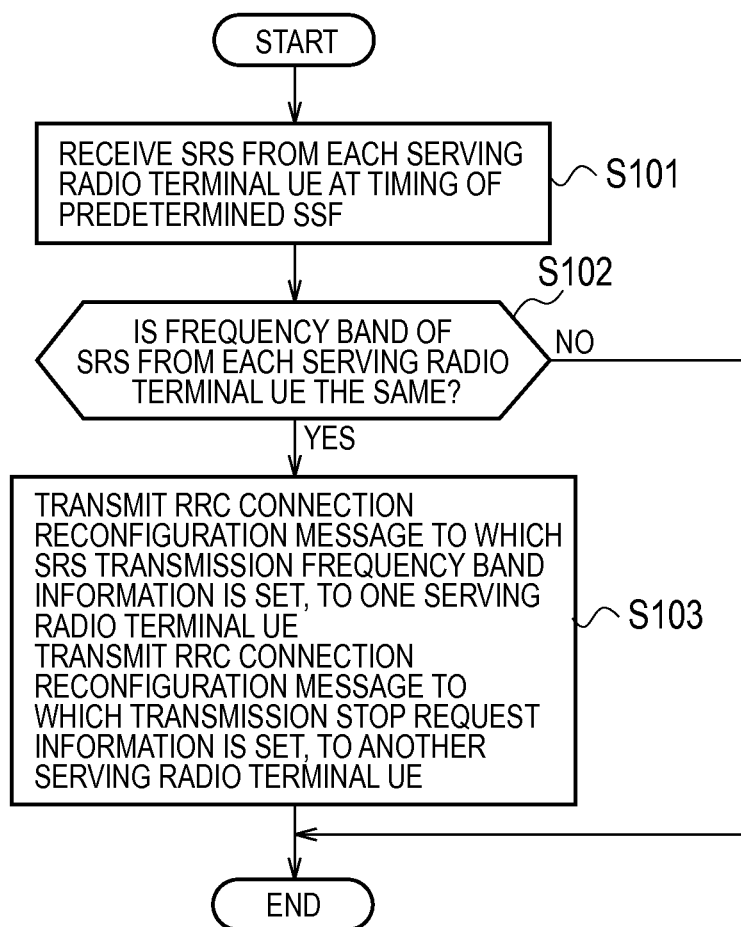 START
RECEIVE SRS FROM EACH SERVING
RADIO TERMINAL UE AT TIMING OF
PREDETERMINED SSF
S101
S102
IS FREQUENCY BAND OF
SRS FROM EACH SERVING RADIO
TERMINAL UE THE SAME?
NO
YES
TRANSMIT RRC CONNECTION
RECONFIGURATION MESSAGE TO WHICH
SRS TRANSMISSION FREQUENCY BAND
INFORMATION IS SET, TO ONE SERVING
RADIO TERMINAL UE
TRANSMIT RRC CONNECTION
RECONFIGURATION MESSAGE TO
WHICH TRANSMISSION STOP REQUEST
INFORMATION IS SET, TO ANOTHER
SERVING RADIO TERMINAL UE
S103
END